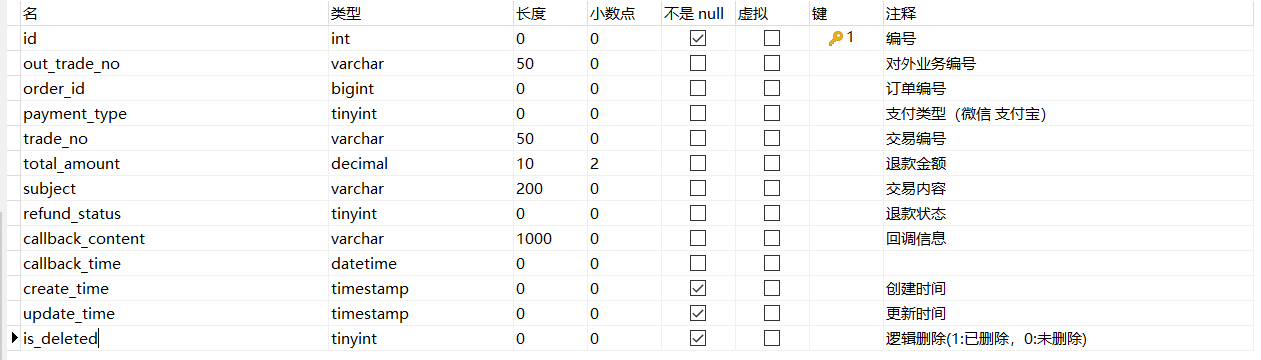 名 类型 长度 小数点 不是 null 虚拟 键 注释
id int 0 0 1 编号
out_trade_no varchar 50 0 对外业务编号
order_id bigint 0 0 订单编号
payment_type tinyint 0 0 支付类型（微信 支付宝）
trade_no varchar 50 0 交易编号
total_amount decimal 10 2 退款金额
subject varchar 200 0 交易内容
refund_status tinyint 0 0 退款状态
callback_content varchar 1000 0 回调信息
callback_time datetime 0 0
create_time timestamp 0 0 创建时间
update_time timestamp 0 0 更新时间
is_deleted tinyint 0 0 逻辑删除(1:已删除，0:未删除)